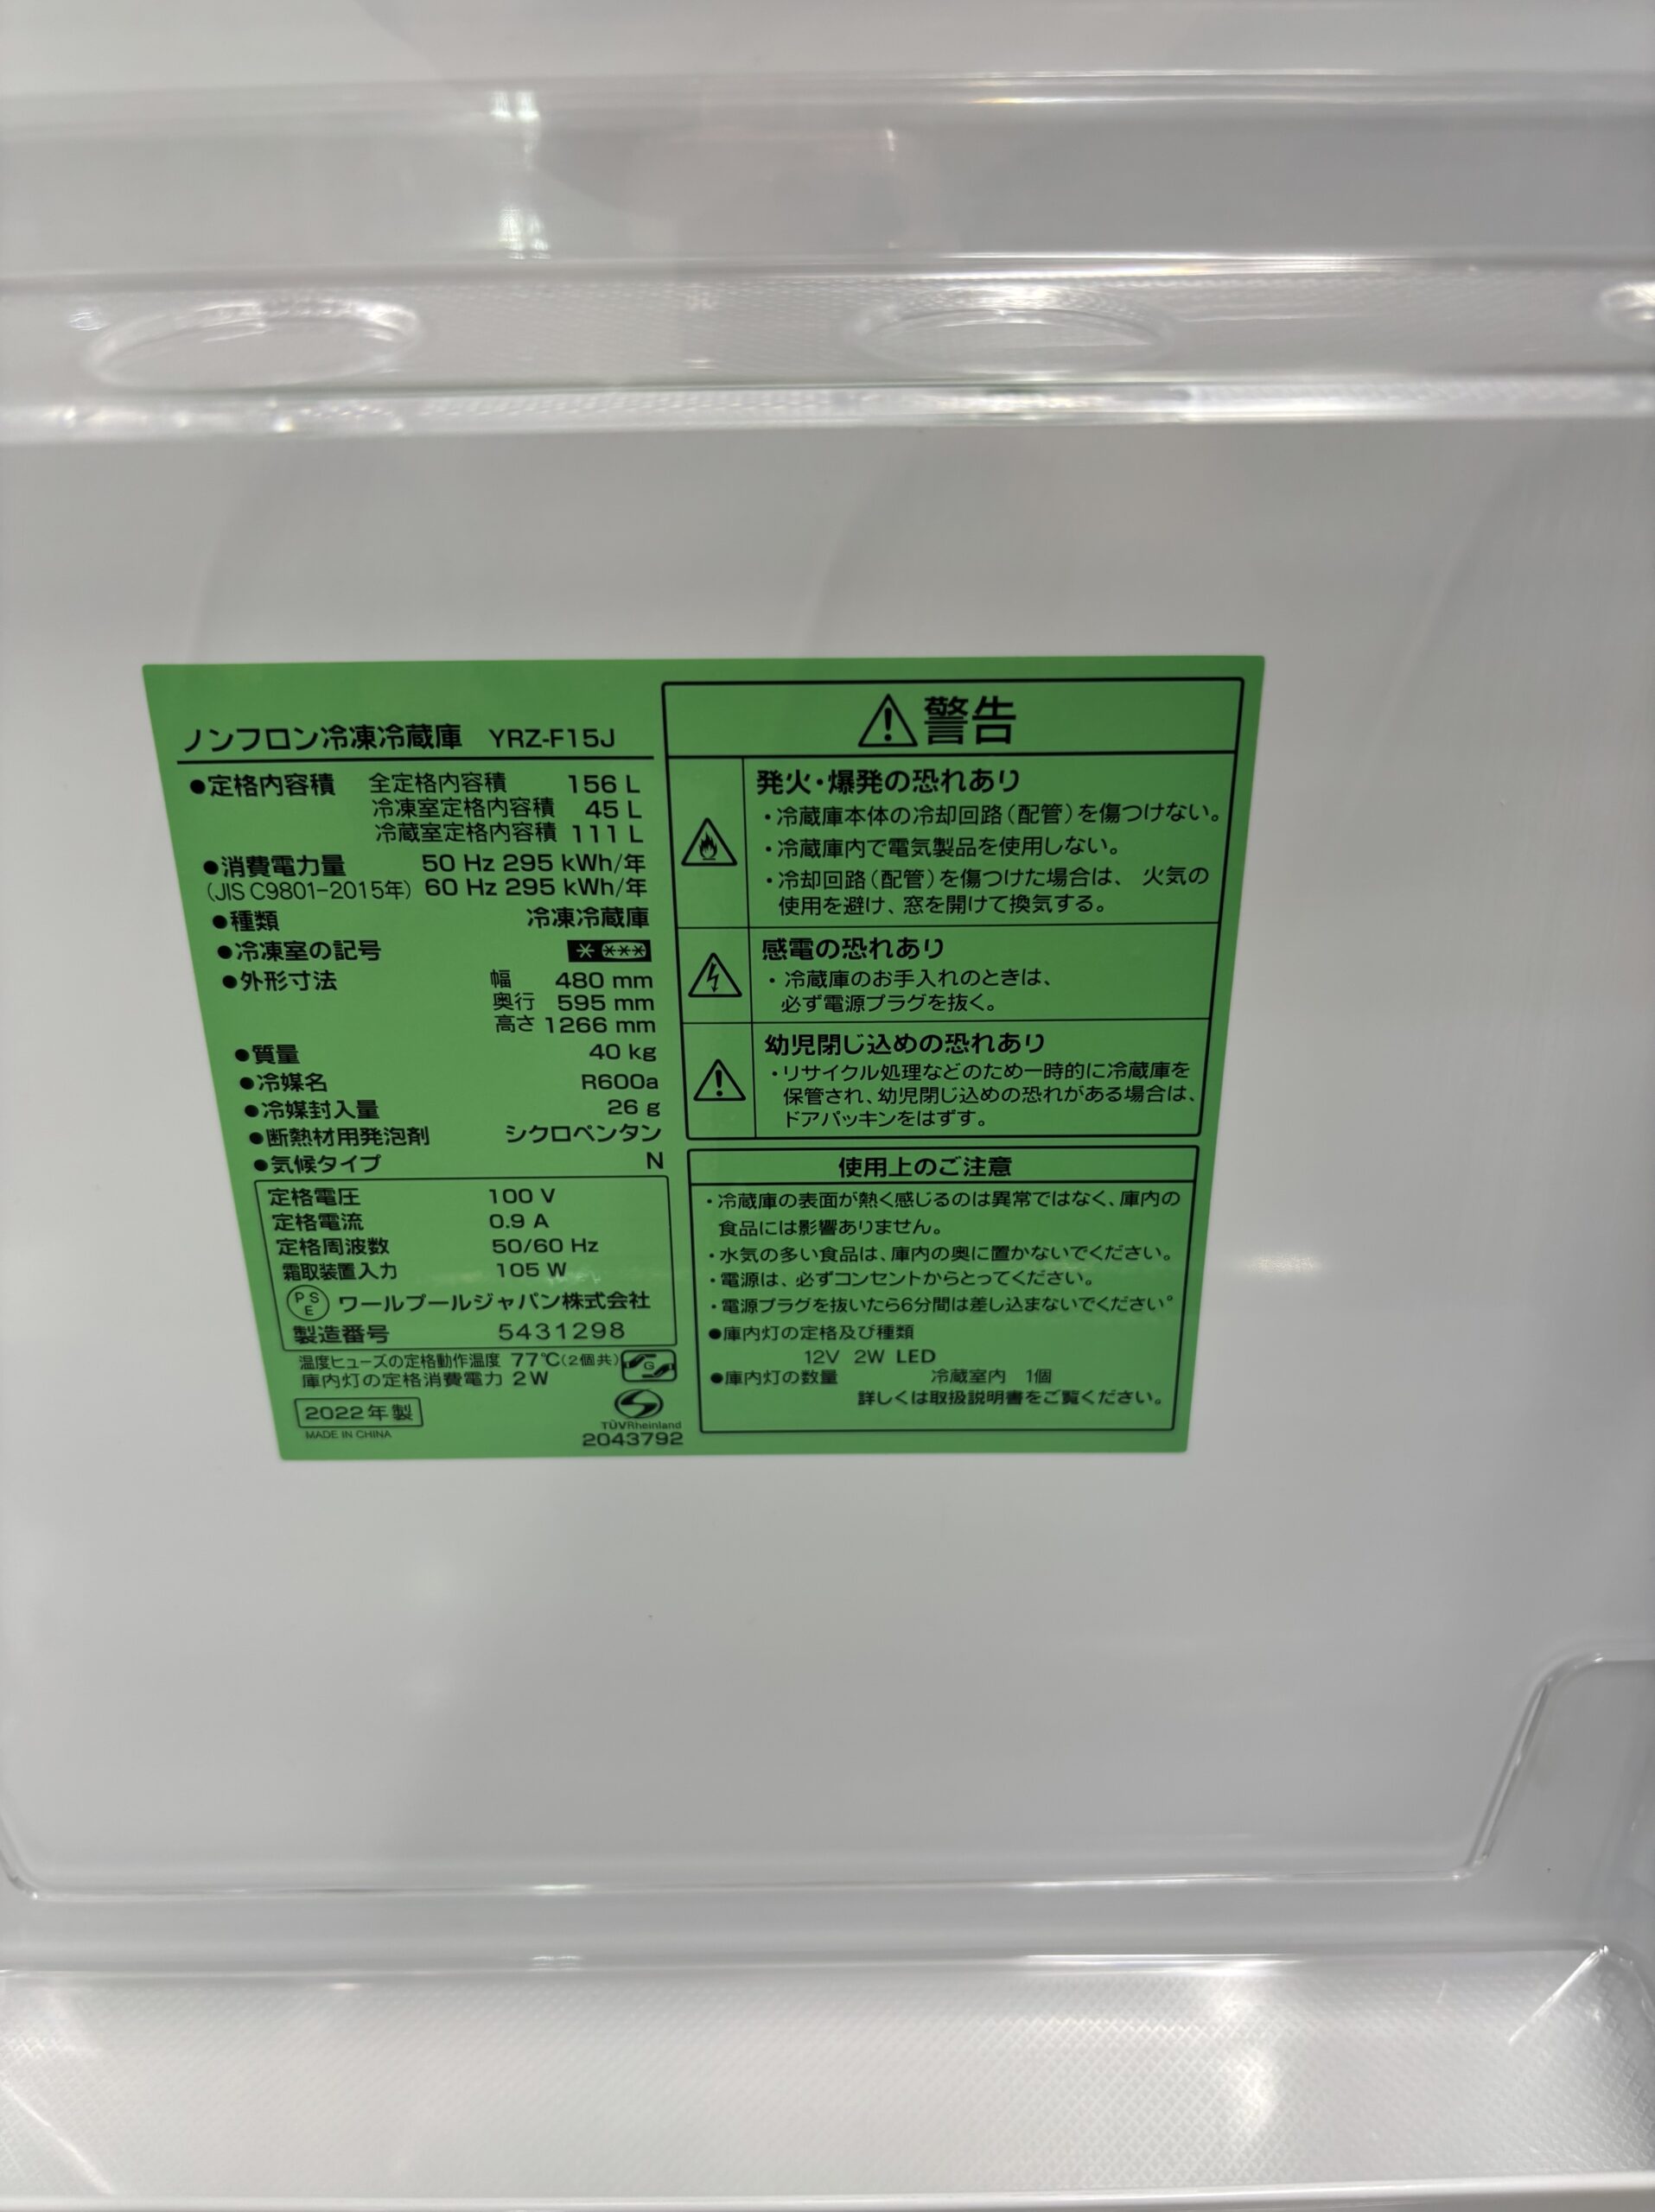 ノンフロン冷凍冷蔵庫 YRZ-F15J
●定格内容積 全定格内容積 156 L
冷凍室定格内容積 45 L
冷蔵室定格内容積 111 L
●消費電力量 50 Hz 295 kWh/年
(JIS C9801-2015年) 60 Hz 295 kWh/年
●種類 冷凍冷蔵庫
●冷凍室の記号
●外形寸法 幅 480 mm
奥行 595 mm
高さ 1266 mm
●質量 40 kg
●冷媒名 R600a
●冷媒封入量 26 g
●断熱材用発泡剤 シクロペンタン
●気候タイプ N
定格電圧 100 V
定格電流 0.9 A
定格周波数 50/60 Hz
霜取装置入力 105 W
PSE ワールプールジャパン株式会社
製造番号 5431298
温度ヒューズの定格動作温度 77℃(2個共)
G
庫内灯の定格消費電力 2W
2022年製
MADE IN CHINA
TÜVRheinland
2043792
⚠警告
発火・爆発の恐れあり
・冷蔵庫本体の冷却回路(配管)を傷つけない。
・冷蔵庫内で電気製品を使用しない。
・冷却回路(配管)を傷つけた場合は、火気の
使用を避け、窓を開けて換気する。
感電の恐れあり
・冷蔵庫のお手入れのときは、
必ず電源プラグを抜く。
幼児閉じ込めの恐れあり
・リサイクル処理などのため一時的に冷蔵庫を
保管され、幼児閉じ込めの恐れがある場合は、
ドアパッキンをはずす。
使用上のご注意
・冷蔵庫の表面が熱く感じるのは異常ではなく、庫内の
食品には影響ありません。
・水気の多い食品は、庫内の奥に置かないでください。
・電源は、必ずコンセントからとってください。
・電源プラグを抜いたら6分間は差し込まないでください。
●庫内灯の定格及び種類
12V 2W LED
●庫内灯の数量 冷蔵室内 1個
詳しくは取扱説明書をご覧ください。